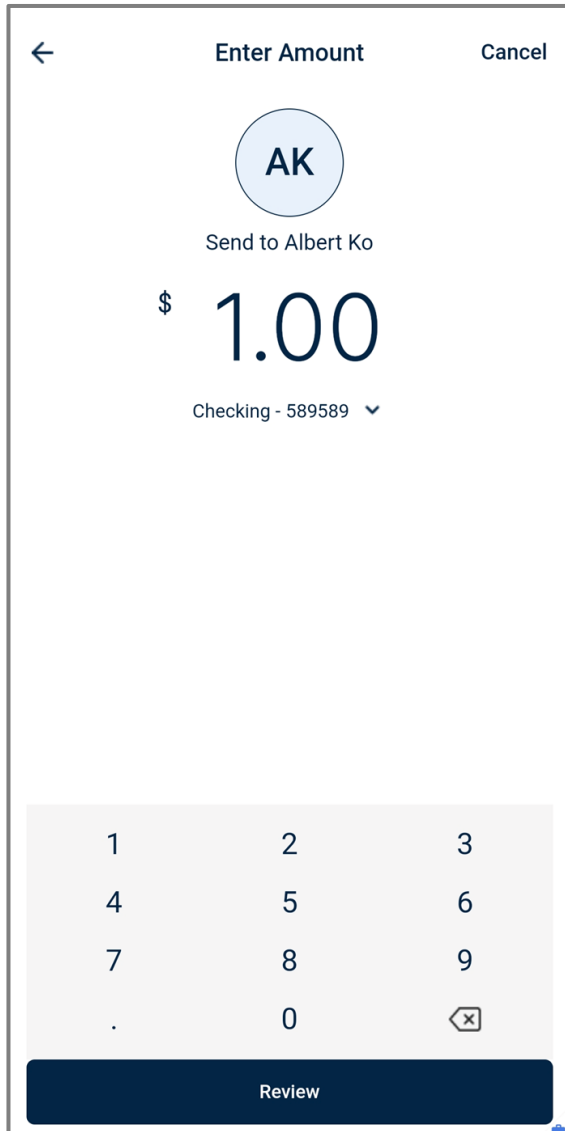 Enter Amount Cancel
AK
Send to Albert Ko
$ 1.00
Checking - 589589
1 2 3
4 5 6
7 8 9
. 0
Review